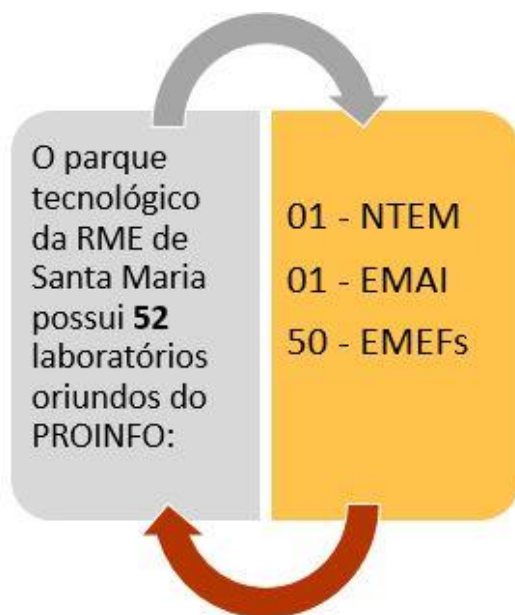 O parque
tecnológico
da RME de
Santa Maria
possui 52
laboratórios
oriundos do
PROINFO:
01 - NTEM
01 - EMAI
50 - EMEFs